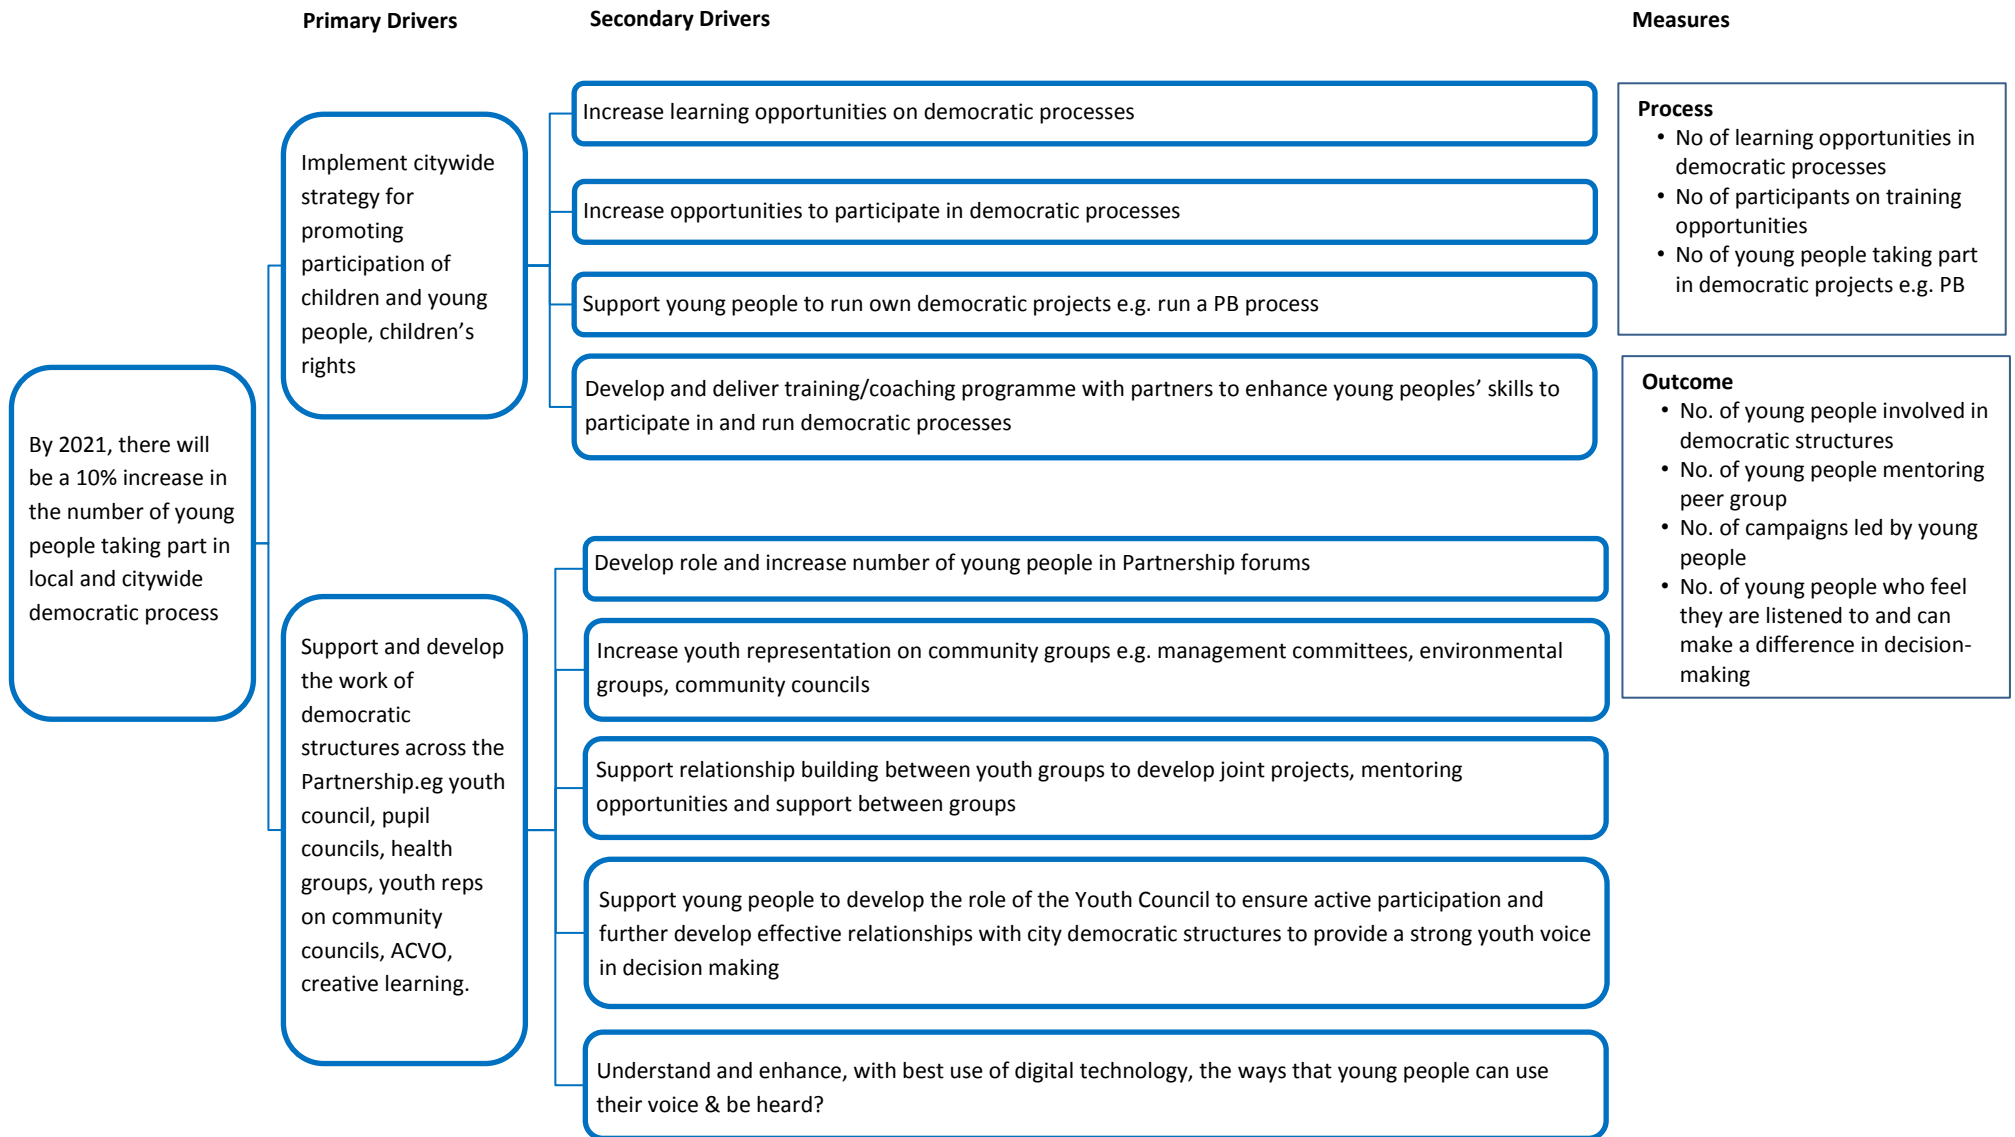 Primary Drivers
Secondary Drivers
Measures
By 2021, there will
be a 10% increase in
the number of young
people taking part in
local and citywide
democratic process
Implement citywide
strategy for
promoting
participation of
children and young
people, children’s
rights
Increase learning opportunities on democratic processes
Increase opportunities to participate in democratic processes
Support young people to run own democratic projects e.g. run a PB process
Develop and deliver training/coaching programme with partners to enhance young peoples’ skills to
participate in and run democratic processes
Support and develop
the work of
democratic
structures across the
Partnership.eg youth
council, pupil
councils, health
groups, youth reps
on community
councils, ACVO,
creative learning.
Develop role and increase number of young people in Partnership forums
Increase youth representation on community groups e.g. management committees, environmental
groups, community councils
Support relationship building between youth groups to develop joint projects, mentoring
opportunities and support between groups
Support young people to develop the role of the Youth Council to ensure active participation and
further develop effective relationships with city democratic structures to provide a strong youth voice
in decision making
Understand and enhance, with best use of digital technology, the ways that young people can use
their voice & be heard?
Process
• No of learning opportunities in
democratic processes
• No of participants on training
opportunities
• No of young people taking part
in democratic projects e.g. PB
Outcome
• No. of young people involved in
democratic structures
• No. of young people mentoring
peer group
• No. of campaigns led by young
people
• No. of young people who feel
they are listened to and can
make a difference in decision-
making